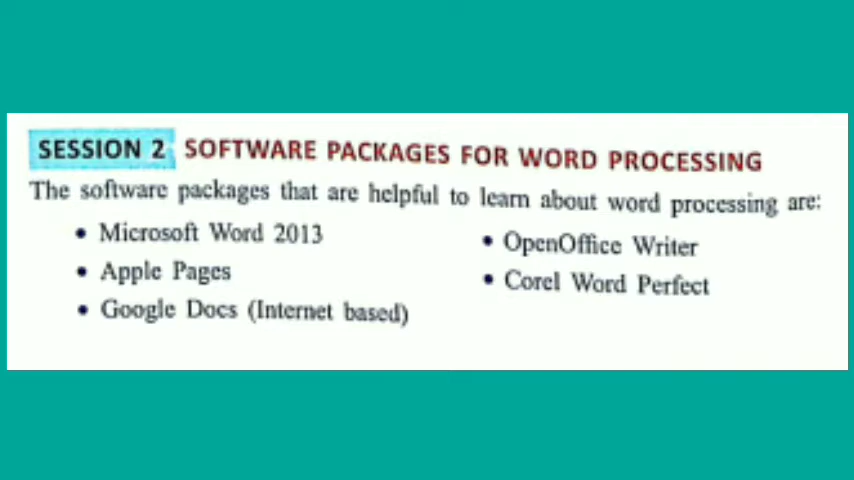 SESSION 2 SOFTWARE PACKAGES FOR WORD PROCESSING
The software packages that are helpful to learn about word processing are:
• Microsoft Word 2013
• Apple Pages
• Google Docs (Internet based)
• OpenOffice Writer
• Corel Word Perfect